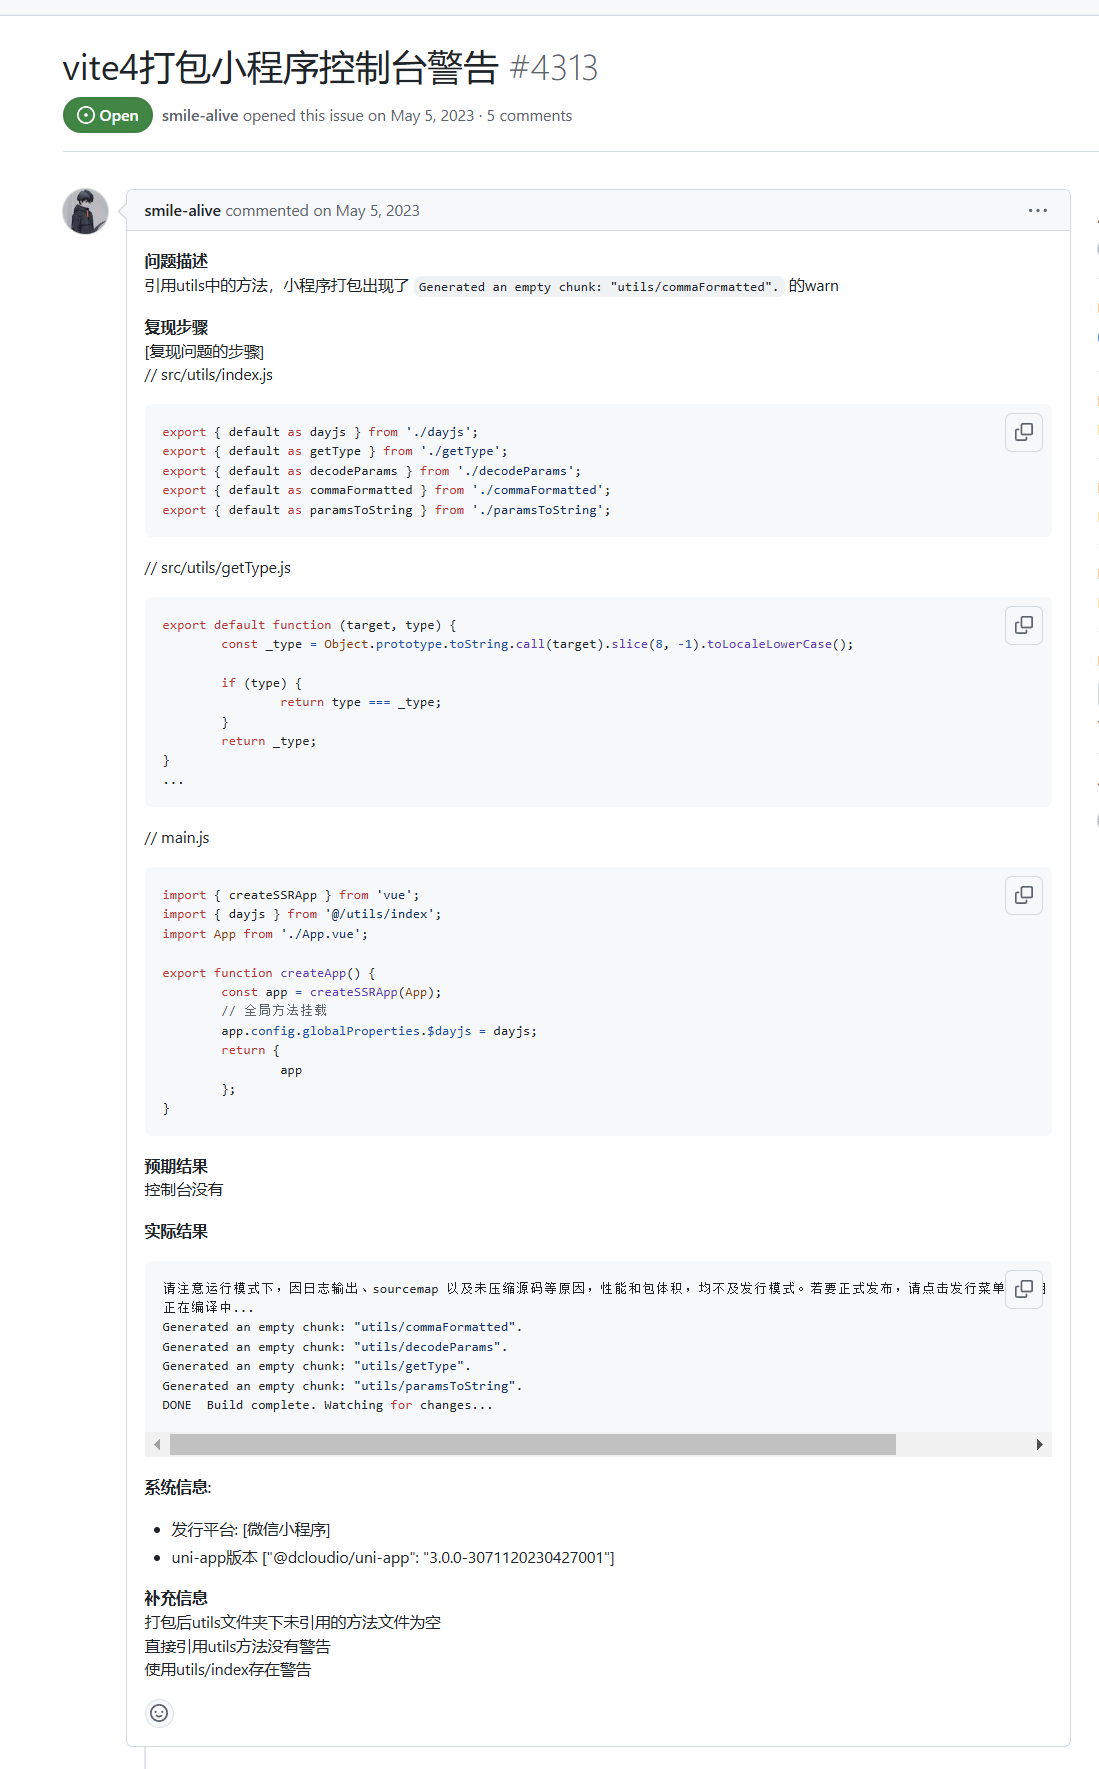 vite4打包小程序控制台警告 #4313
Open smile-alive opened this issue on May 5, 2023 · 5 comments
smile-alive commented on May 5, 2023
问题描述
引用utils中的方法，小程序打包出现了 Generated an empty chunk: "utils/commaFormatted". 的warn
复现步骤
[复现问题的步骤]
// src/utils/index.js
export { default as dayjs } from './dayjs';
export { default as getType } from './getType';
export { default as decodeParams } from './decodeParams';
export { default as commaFormatted } from './commaFormatted';
export { default as paramsToString } from './paramsToString';
// src/utils/getType.js
export default function (target, type) {
const _type = Object.prototype.toString.call(target).slice(8, -1).toLocaleLowerCase();
if (type) {
return type === _type;
}
return _type;
}
...
// main.js
import { createSSRApp } from 'vue';
import { dayjs } from '@/utils/index';
import App from './App.vue';
export function createApp() {
const app = createSSRApp(App);
// 全局方法挂载
app.config.globalProperties.$dayjs = dayjs;
return {
app
};
}
预期结果
控制台没有
实际结果
请注意运行模式下，因日志输出、sourcemap 以及未压缩源码等原因，性能和包体积，均不及发行模式。若要正式发布，请点击发行菜单
正在编译中...
Generated an empty chunk: "utils/commaFormatted".
Generated an empty chunk: "utils/decodeParams".
Generated an empty chunk: "utils/getType".
Generated an empty chunk: "utils/paramsToString".
DONE  Build complete. Watching for changes...
系统信息:
发行平台: [微信小程序]
uni-app版本 ["@dcloudio/uni-app": "3.0.0-3071120230427001"]
补充信息
打包后utils文件夹下未引用的方法文件为空
直接引用utils方法没有警告
使用utils/index存在警告